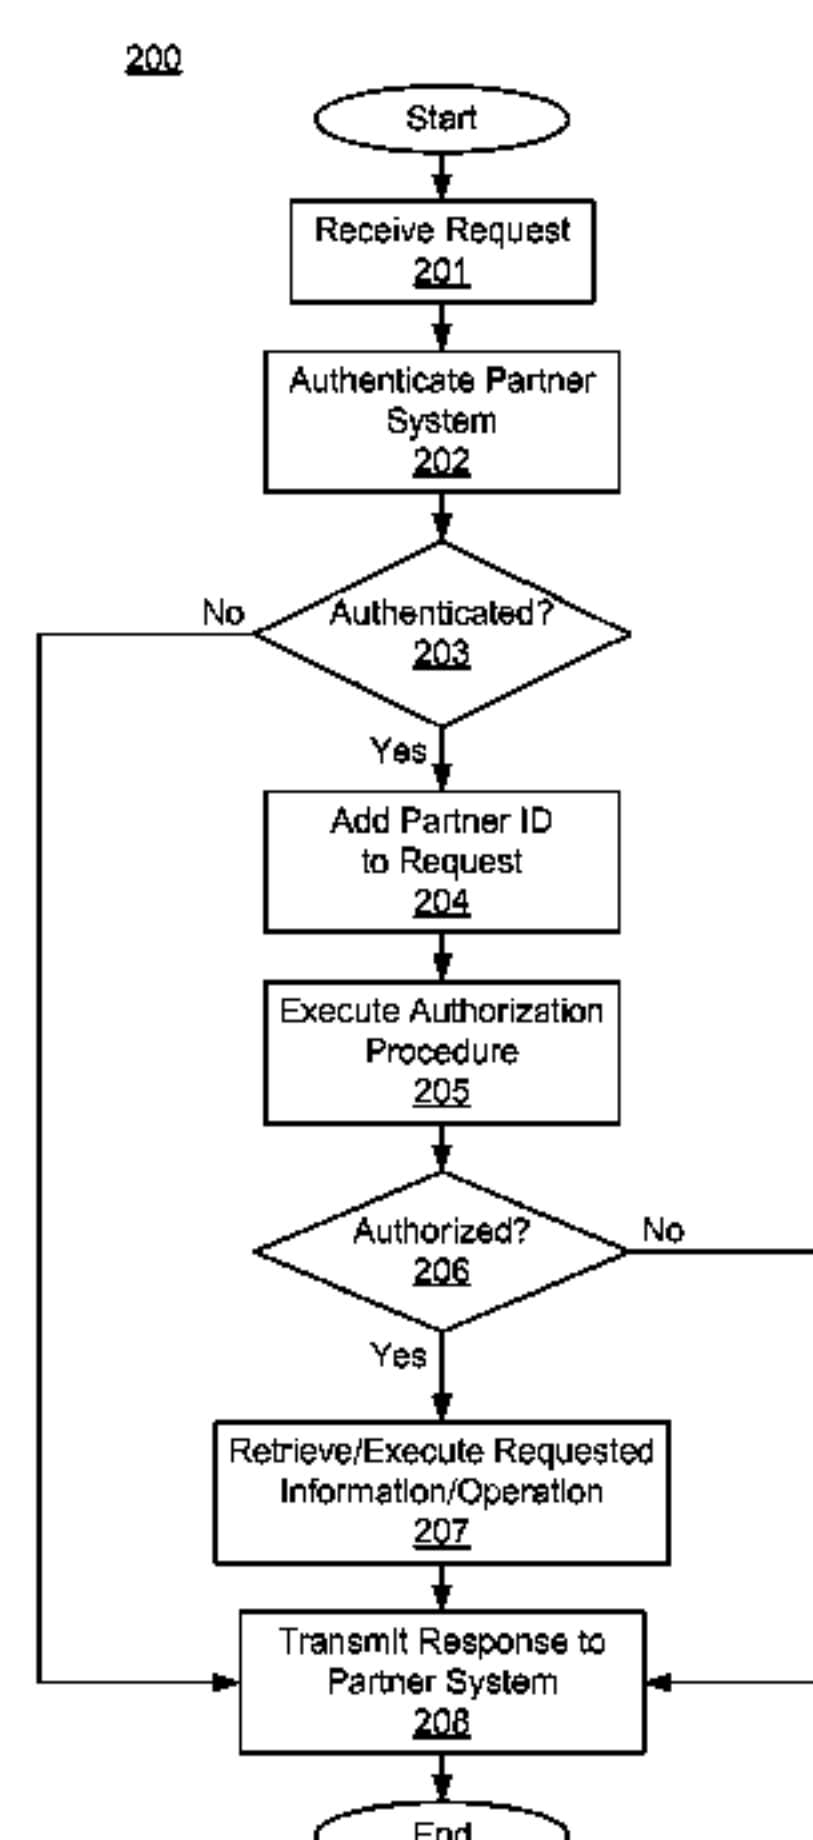 200
Start
Receive Request
201
Authenticate Partner
System
202
No
Authenticated?
203
Yes
Add Partner ID
to Request
204
Execute Authorization
Procedure
205
Authorized?
No
206
Yes
Retrieve/Execute Requested
Information/Operation
207
Transmit Response to
Partner System
208
End